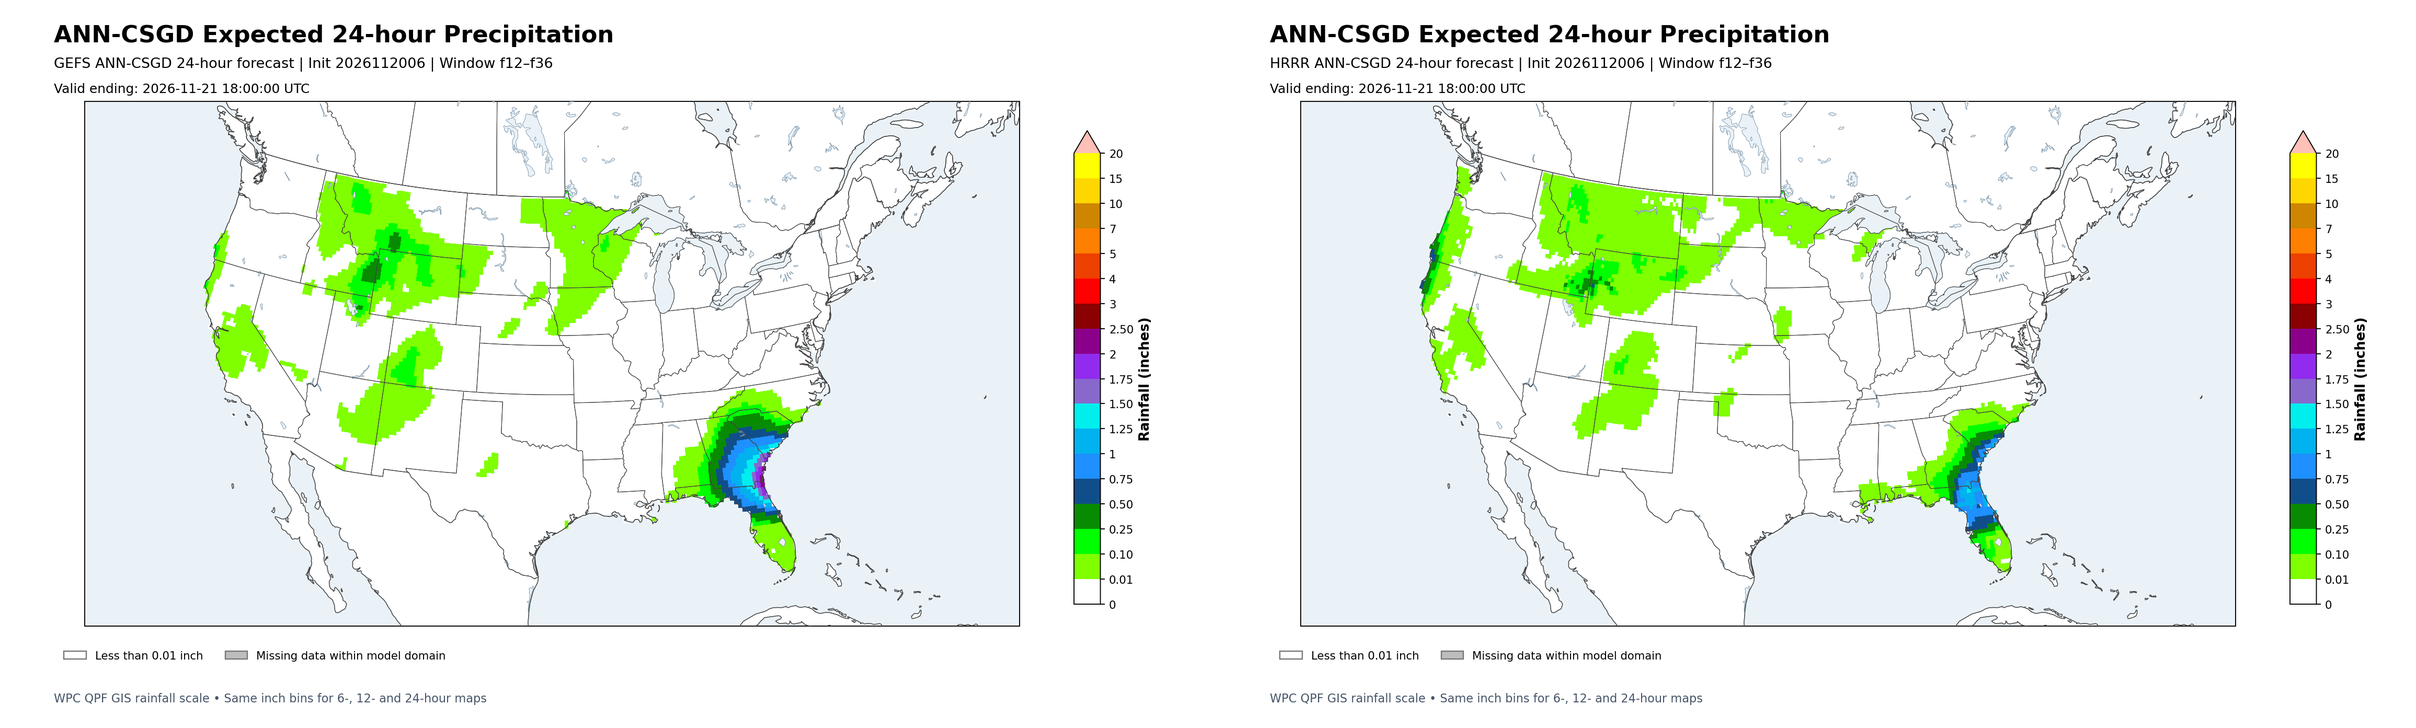 ANN-CSGD Expected 24-hour Precipitation
GEFS ANN-CSGD 24-hour forecast | Init 2026112006 | Window f12–f36
Valid ending: 2026-11-21 18:00:00 UTC
20
15
10
7
5
4
3
2.50
2
1.75
1.50
1.25
1
0.75
0.50
0.25
0.10
0.01
0
Rainfall (inches)
Less than 0.01 inch
Missing data within model domain
WPC QPF GIS rainfall scale • Same inch bins for 6-, 12- and 24-hour maps
ANN-CSGD Expected 24-hour Precipitation
HRRR ANN-CSGD 24-hour forecast | Init 2026112006 | Window f12–f36
Valid ending: 2026-11-21 18:00:00 UTC
20
15
10
7
5
4
3
2.50
2
1.75
1.50
1.25
1
0.75
0.50
0.25
0.10
0.01
0
Rainfall (inches)
Less than 0.01 inch
Missing data within model domain
WPC QPF GIS rainfall scale • Same inch bins for 6-, 12- and 24-hour maps